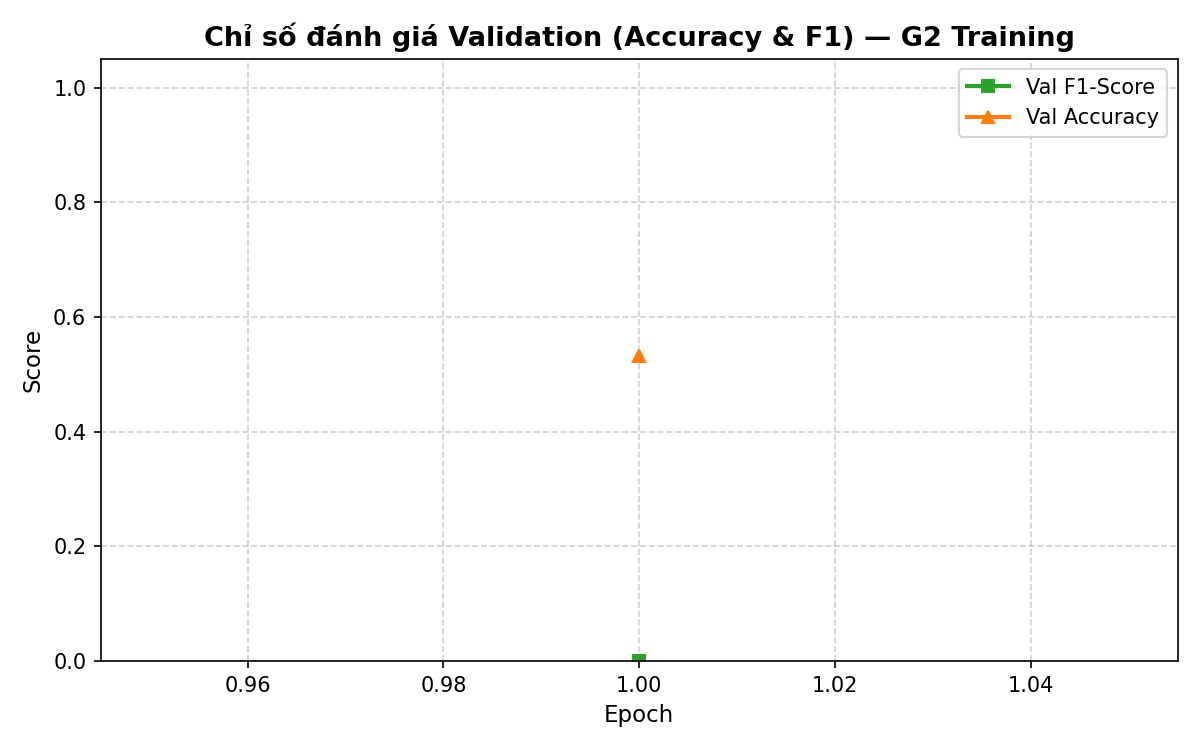 Chỉ số đánh giá Validation (Accuracy & F1) — G2 Training
Val F1-Score
Val Accuracy
1.0
0.8
0.6
0.4
0.2
0.0
Score
0.96
0.98
1.00
1.02
1.04
Epoch